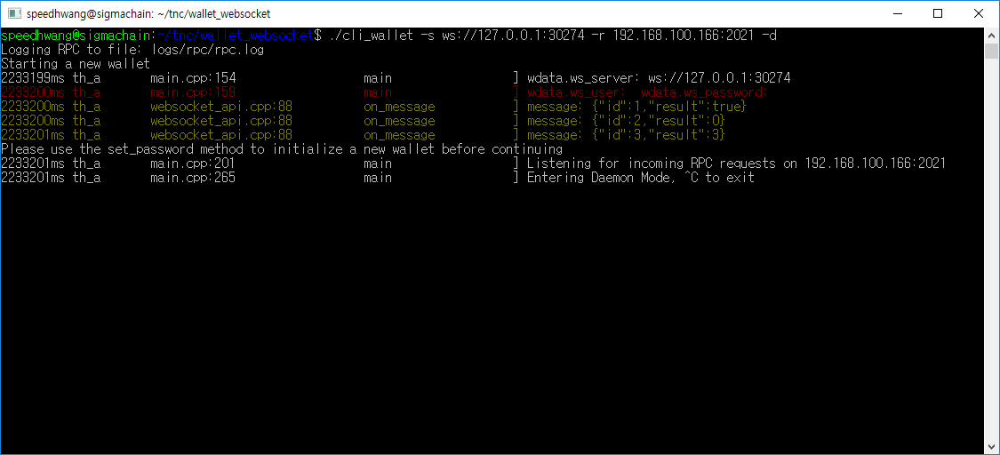 speedhwang@sigmachain: ~/tnc/wallet_websocket
speedhwang@sigmachain:~/tnc/wallet_websocket$ ./cli_wallet -s ws://127.0.0.1:30274 -r 192.168.100.166:2021 -d
Logging RPC to file: logs/rpc/rpc.log
Starting a new wallet
2233199ms th_a main.cpp:154 main ] wdata.ws_server: ws://127.0.0.1:30274
2233200ms th_a main.cpp:159 main ] wdata.ws_user: wdata.ws_password:
2233200ms th_a websocket_api.cpp:88 on_message ] message: {"id":1,"result":true}
2233200ms th_a websocket_api.cpp:88 on_message ] message: {"id":2,"result":0}
2233201ms th_a websocket_api.cpp:88 on_message ] message: {"id":3,"result":3}
Please use the set_password method to initialize a new wallet before continuing
2233201ms th_a main.cpp:201 main ] Listening for incoming RPC requests on 192.168.100.166:2021
2233201ms th_a main.cpp:265 main ] Entering Daemon Mode, ^C to exit